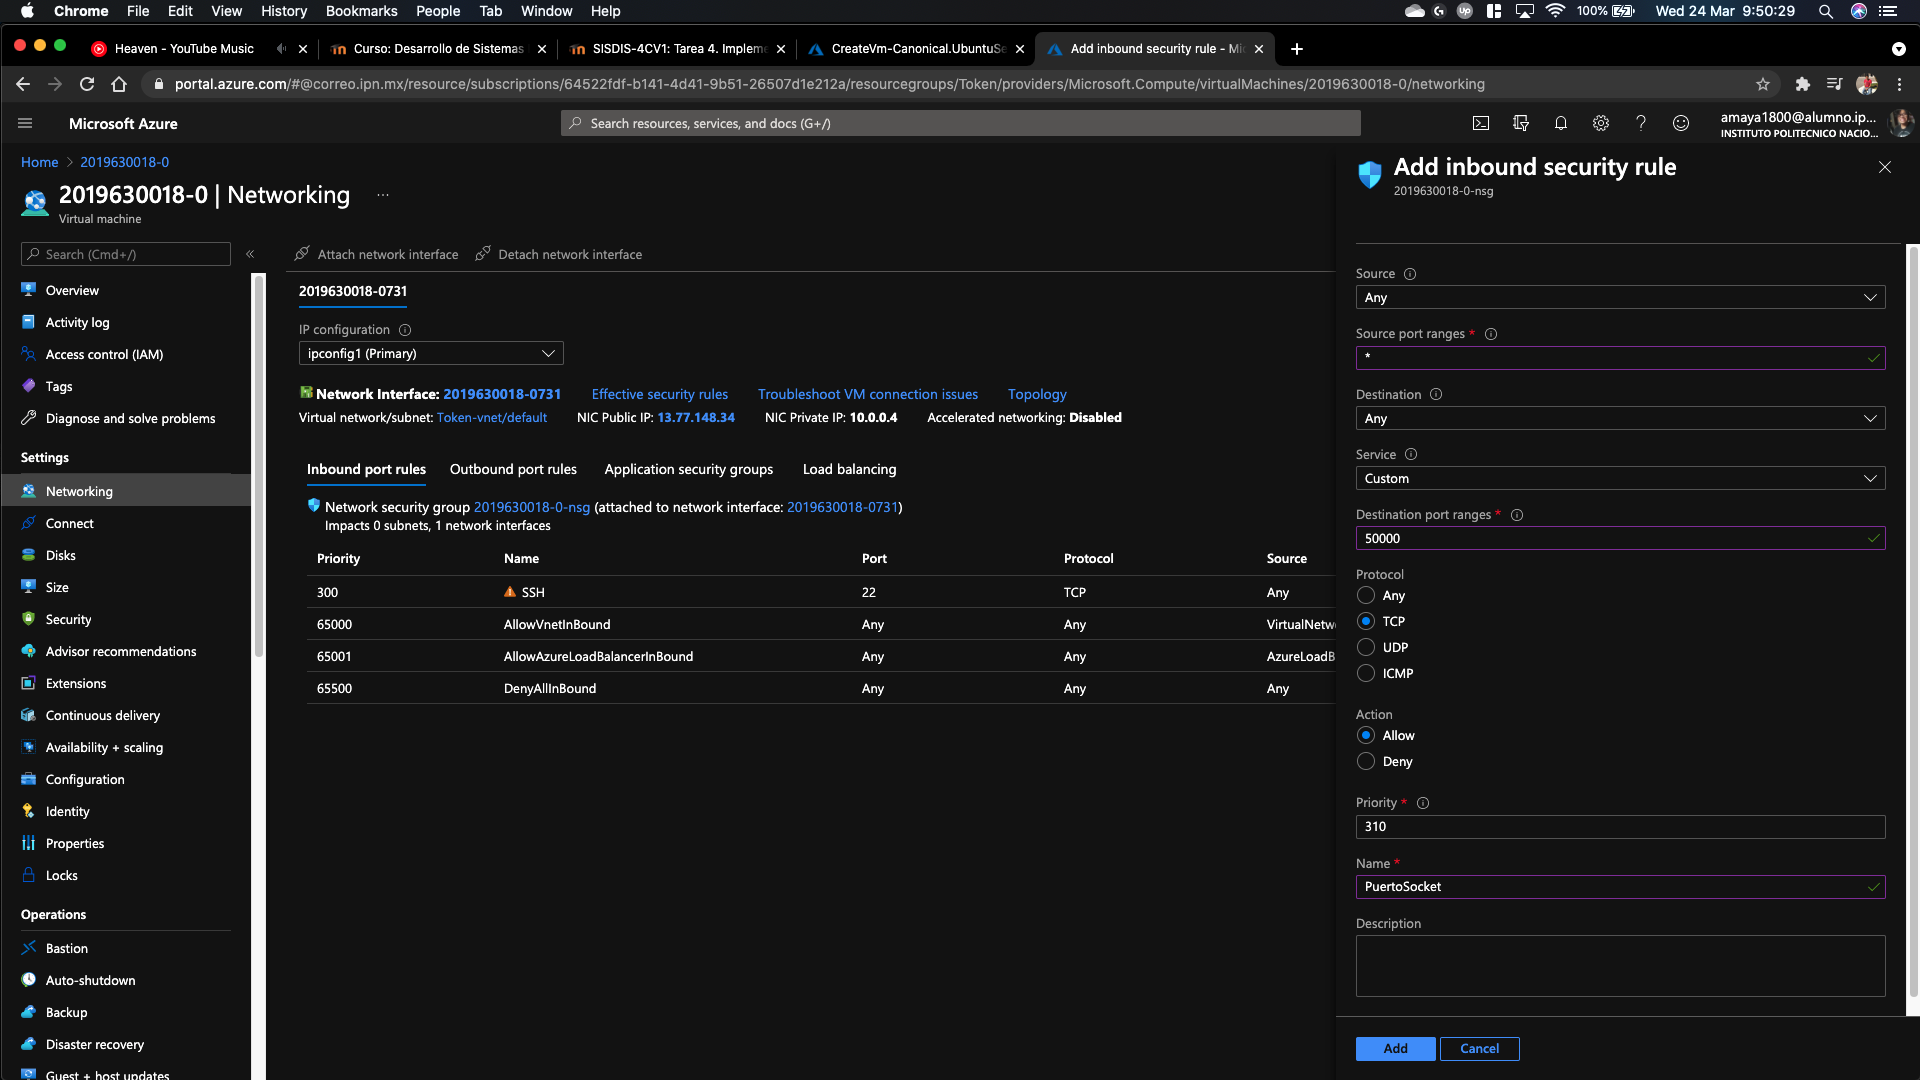 Chrome File Edit View History Bookmarks People Tab Window Help
100% Wed 24 Mar 9:50:29
Heaven - YouTube Music
Curso: Desarrollo de Sistemas
SISDIS-4CV1: Tarea 4. Impleme
CreateVm-Canonical.UbuntuSe
Add inbound security rule - Mic
portal.azure.com/#@correo.ipn.mx/resource/subscriptions/64522fdf-b141-4d41-9b51-26507d1e212a/resourcegroups/Token/providers/Microsoft.Compute/virtualMachines/2019630018-0/networking
Microsoft Azure
Search resources, services, and docs (G+/)
amaya1800@alumno.ip...
INSTITUTO POLITECNICO NACIO...
Home > 2019630018-0
2019630018-0 | Networking ...
Virtual machine
Search (Cmd+/)
Overview
Activity log
Access control (IAM)
Tags
Diagnose and solve problems
Settings
Networking
Connect
Disks
Size
Security
Advisor recommendations
Extensions
Continuous delivery
Availability + scaling
Configuration
Identity
Properties
Locks
Operations
Bastion
Auto-shutdown
Backup
Disaster recovery
Guest + host updates
Attach network interface Detach network interface
2019630018-0731
IP configuration
ipconfig1 (Primary)
Network Interface: 2019630018-0731 Effective security rules Troubleshoot VM connection issues Topology
Virtual network/subnet: Token-vnet/default NIC Public IP: 13.77.148.34 NIC Private IP: 10.0.0.4 Accelerated networking: Disabled
Inbound port rules Outbound port rules Application security groups Load balancing
Network security group 2019630018-0-nsg (attached to network interface: 2019630018-0731)
Impacts 0 subnets, 1 network interfaces
Priority Name Port Protocol Source
300 SSH 22 TCP Any
65000 AllowVnetInBound Any Any VirtualNetw
65001 AllowAzureLoadBalancerInBound Any Any AzureLoadB
65500 DenyAllInBound Any Any Any
Add inbound security rule
2019630018-0-nsg
Source
Any
Source port ranges *
*
Destination
Any
Service
Custom
Destination port ranges *
50000
Protocol
Any
TCP
UDP
ICMP
Action
Allow
Deny
Priority *
310
Name *
PuertoSocket
Description
Add Cancel